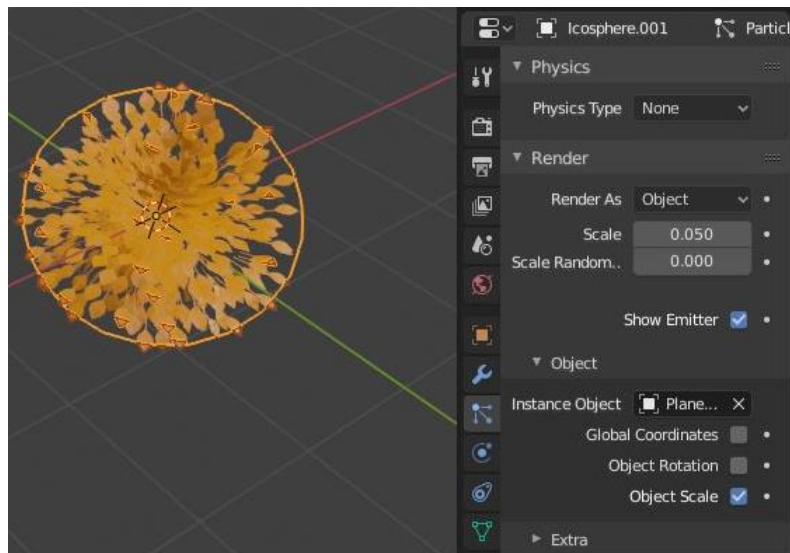 Icosphere.001 Particl
Physics
Physics Type None
Render
Render As Object
Scale 0.050
Scale Random.. 0.000
Show Emitter
Object
Instance Object Plane...
Global Coordinates
Object Rotation
Object Scale
Extra